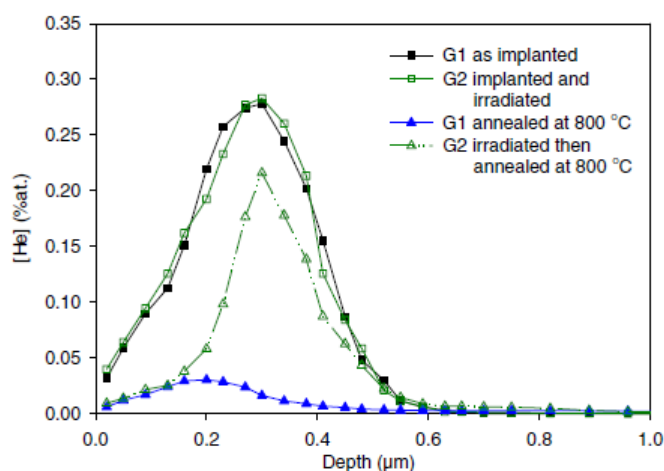 0.35
0.30
0.25
0.20
0.15
0.10
0.05
0.00
[He] (%at.)
G1 as implanted
G2 implanted and
irradiated
G1 annealed at 800 °C
G2 irradiated then
annealed at 800 °C
0.0 0.2 0.4 0.6 0.8 1.0
Depth (µm)